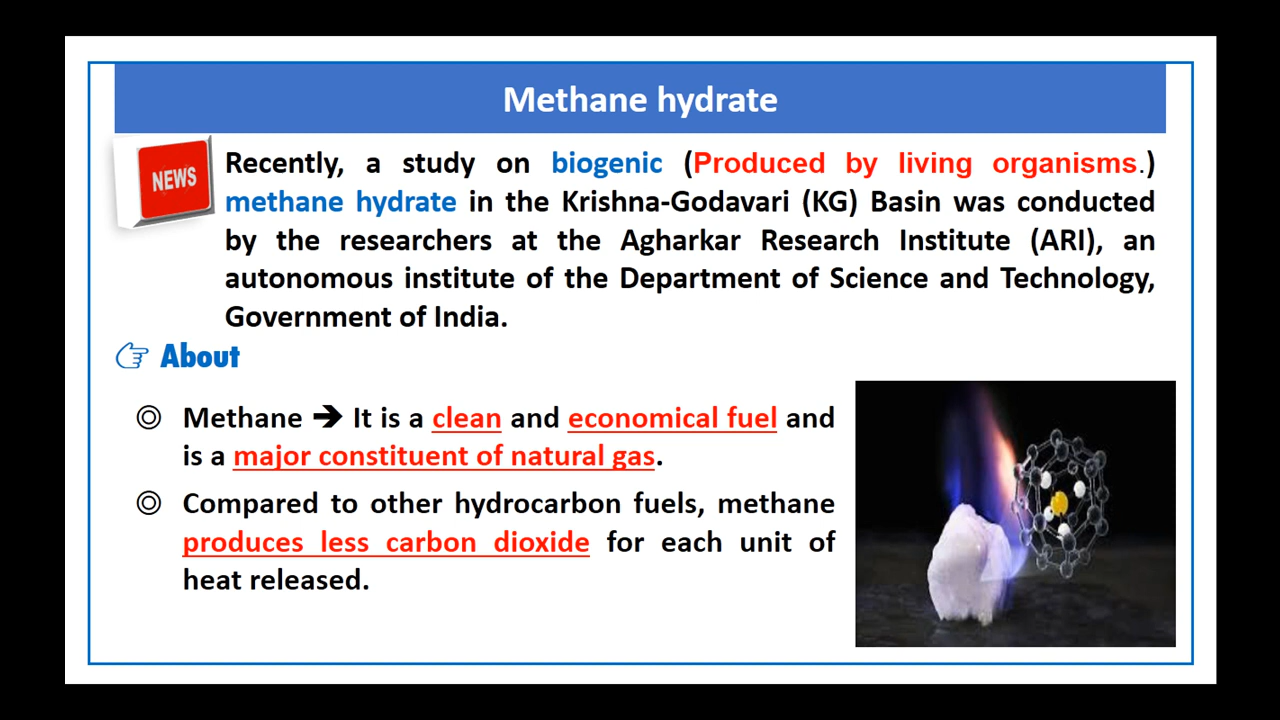 Methane hydrate
NEWS
Recently, a study on biogenic (Produced by living organisms.)
methane hydrate in the Krishna-Godavari (KG) Basin was conducted
by the researchers at the Agharkar Research Institute (ARI), an
autonomous institute of the Department of Science and Technology,
Government of India.
☞ About
◎ Methane ➔ It is a clean and economical fuel and
is a major constituent of natural gas.
◎ Compared to other hydrocarbon fuels, methane
produces less carbon dioxide for each unit of
heat released.